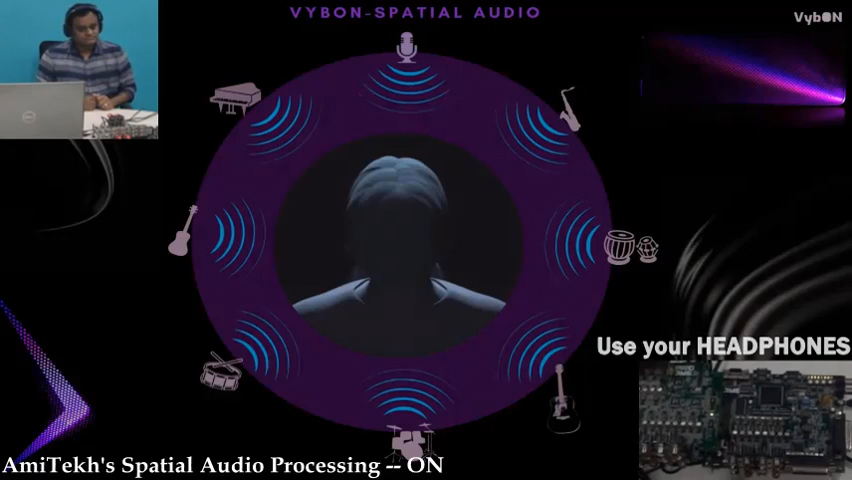 VYBON-SPATIAL AUDIO
VybON
Use your HEADPHONES
AmiTekh's Spatial Audio Processing -- ON